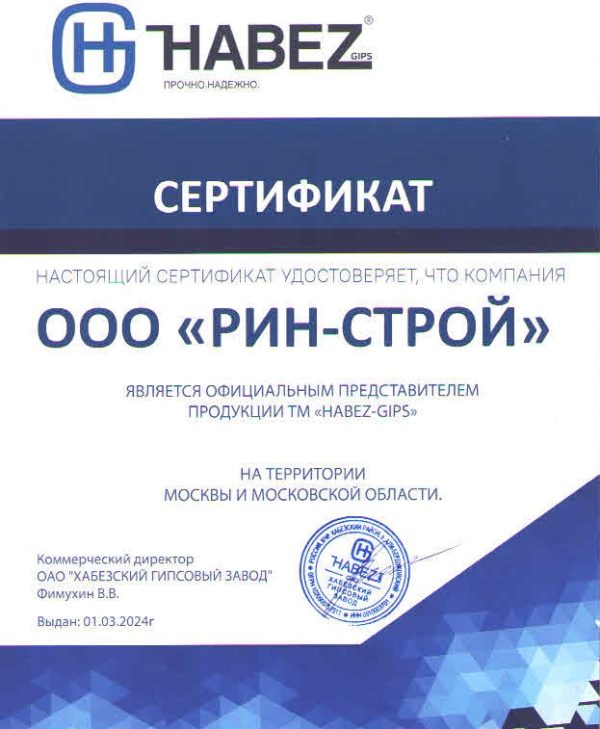 HABEZ®
GIPS
ПРОЧНО.НАДЕЖНО.
СЕРТИФИКАТ
НАСТОЯЩИЙ СЕРТИФИКАТ УДОСТОВЕРЯЕТ, ЧТО КОМПАНИЯ
ООО «РИН-СТРОЙ»
ЯВЛЯЕТСЯ ОФИЦИАЛЬНЫМ ПРЕДСТАВИТЕЛЕМ
ПРОДУКЦИИ ТМ «HABEZ-GIPS»
НА ТЕРРИТОРИИ
МОСКВЫ И МОСКОВСКОЙ ОБЛАСТИ.
Коммерческий директор
ОАО "ХАБЕЗСКИЙ ГИПСОВЫЙ ЗАВОД"
Фимухин В.В.
Выдан: 01.03.2024г
HABEZ
ОАО
ХАБЕЗСКИЙ
ГИПСОВЫЙ
ЗАВОД